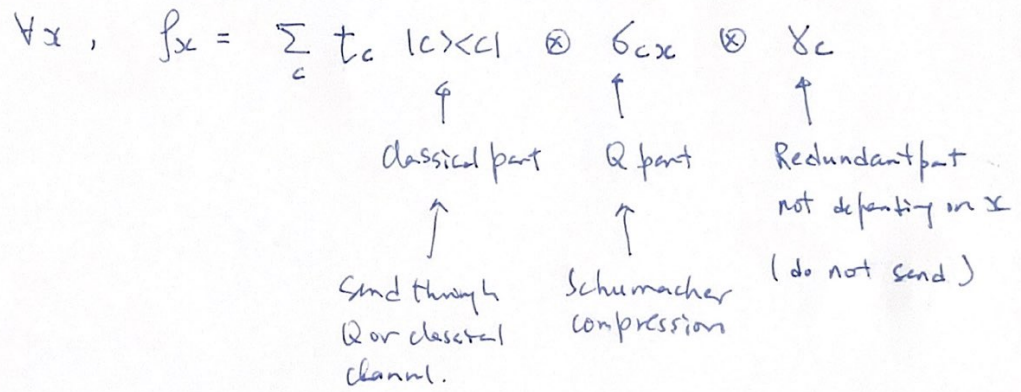 ∀x, ρx = Σc tc |c><c| ⊗ σcx ⊗ γc
Classical part
Q part
Redundant part
not depending on x
(do not send)
Send through
Q or classical
channel.
Schumacher
compression